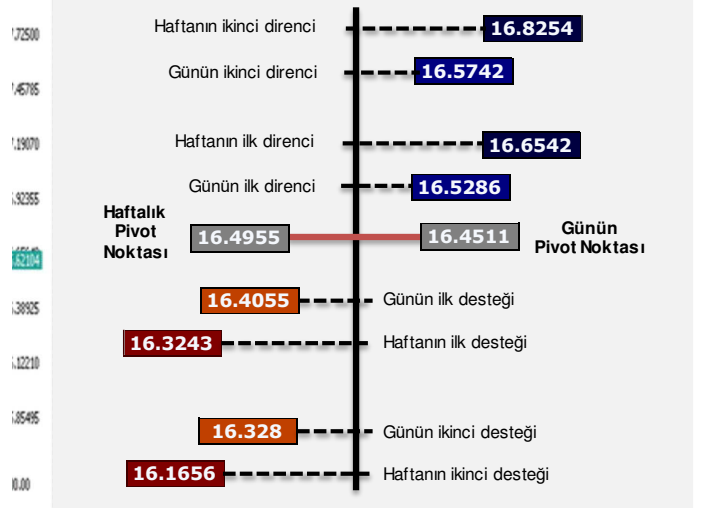 Haftanın ikinci direnci
16.8254
Günün ikinci direnci
16.5742
Haftanın ilk direnci
16.6542
Günün ilk direnci
16.5286
Haftalık
Pivot
Noktası
16.4955
16.4511
Günün
Pivot Noktası
16.4055
Günün ilk desteği
16.3243
Haftanın ilk desteği
16.328
Günün ikinci desteği
16.1656
Haftanın ikinci desteği